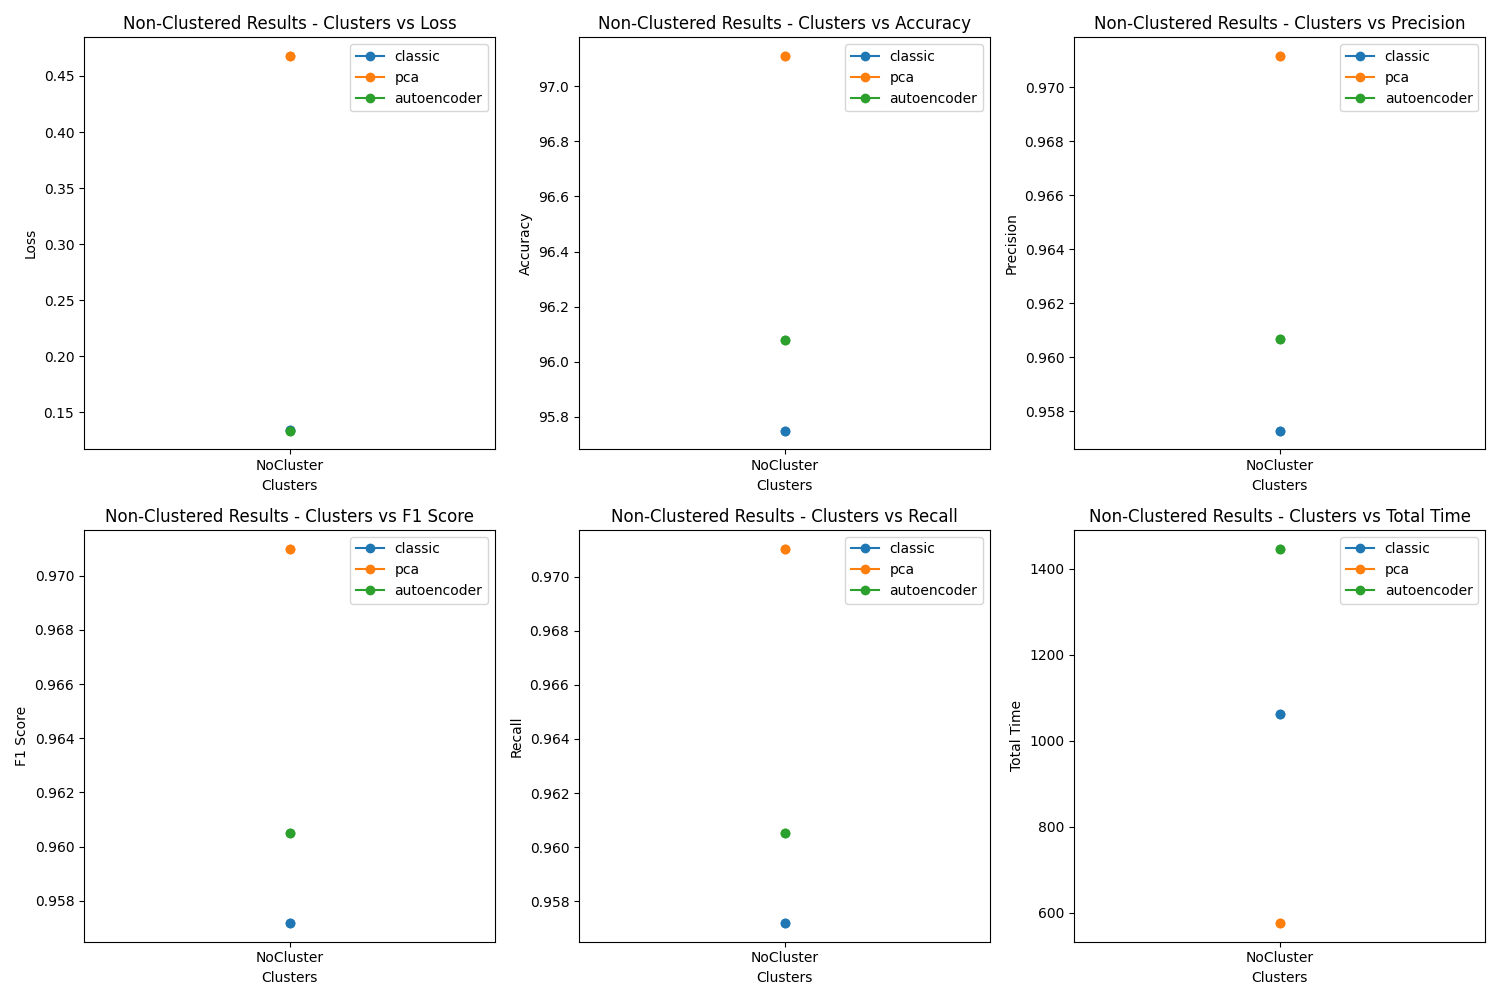 Non-Clustered Results - Clusters vs Loss
classic
pca
autoencoder
0.45
0.40
0.35
0.30
0.25
0.20
0.15
Loss
NoCluster
Clusters
Non-Clustered Results - Clusters vs Accuracy
classic
pca
autoencoder
97.0
96.8
96.6
96.4
96.2
96.0
95.8
Accuracy
NoCluster
Clusters
Non-Clustered Results - Clusters vs Precision
classic
pca
autoencoder
0.970
0.968
0.966
0.964
0.962
0.960
0.958
Precision
NoCluster
Clusters
Non-Clustered Results - Clusters vs F1 Score
classic
pca
autoencoder
0.970
0.968
0.966
0.964
0.962
0.960
0.958
F1 Score
NoCluster
Clusters
Non-Clustered Results - Clusters vs Recall
classic
pca
autoencoder
0.970
0.968
0.966
0.964
0.962
0.960
0.958
Recall
NoCluster
Clusters
Non-Clustered Results - Clusters vs Total Time
classic
pca
autoencoder
1400
1200
1000
800
600
Total Time
NoCluster
Clusters